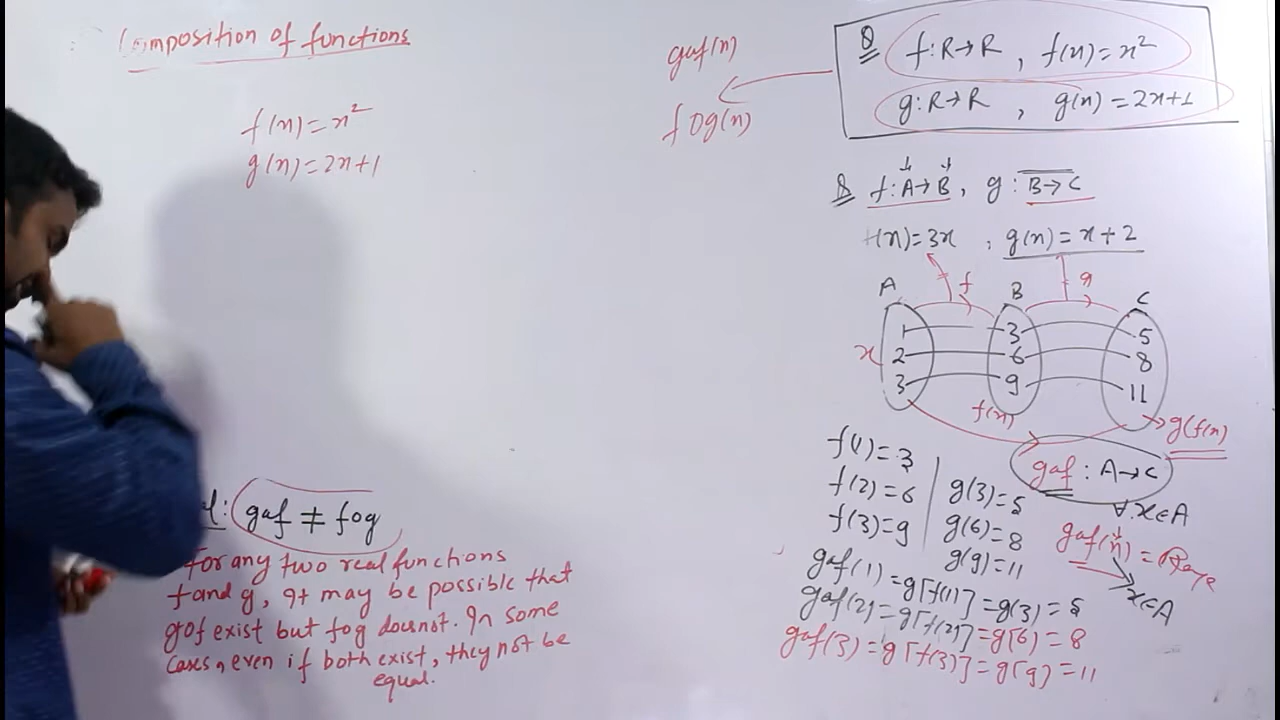 Composition of functions
f(x) = x²
g(x) = 2x+1
gof(x)
fog(x)
Q f: R→R , f(x) = x²
g: R→R , g(x) = 2x+1
Q f: A→B, g: B→C
f(x)=3x , g(x) = x+2
f g
A B C
1 3 5
x 2 6 8
3 9 11
f(x) g(f(x)
gof : A→C
∀ x∈A
gof(x) = Range
x∈A
f(1)=3
f(2)=6
f(3)=9
g(3)=5
g(6)=8
g(9)=11
gof(1) = g[f(1)] = g(3) = 5
gof(2) = g[f(2)] = g(6) = 8
gof(3) = g[f(3)] = g(9) = 11
gof ≠ fog
For any two real functions
f and g, it may be possible that
gof exist but fog doesnot. In some
cases, even if both exist, they not be
equal.